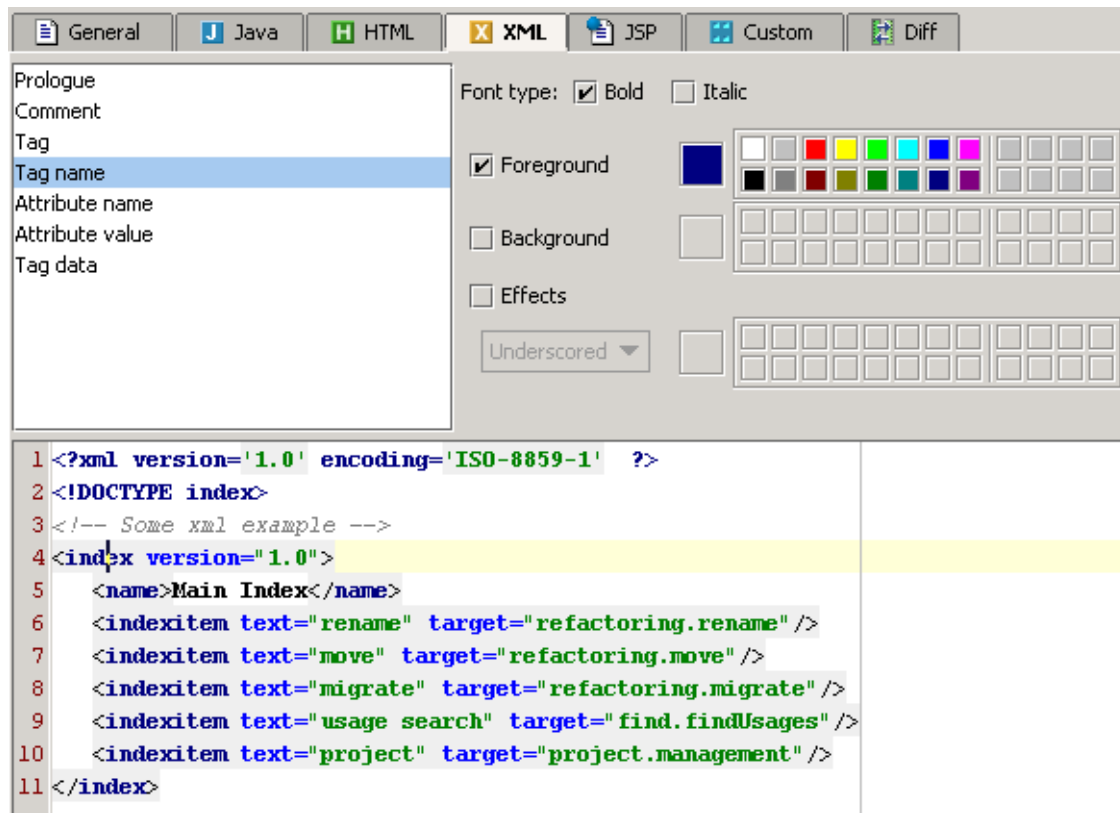 General Java HTML XML JSP Custom Diff
Prologue
Comment
Tag
Tag name
Attribute name
Attribute value
Tag data
Font type: Bold Italic
Foreground
Background
Effects
Underscored
1 <?xml version='1.0' encoding='ISO-8859-1'  ?>
2 <!DOCTYPE index>
3 <!-- Some xml example -->
4 <index version="1.0">
5    <name>Main Index</name>
6    <indexitem text="rename" target="refactoring.rename"/>
7    <indexitem text="move" target="refactoring.move"/>
8    <indexitem text="migrate" target="refactoring.migrate"/>
9    <indexitem text="usage search" target="find.findUsages"/>
10    <indexitem text="project" target="project.management"/>
11 </index>